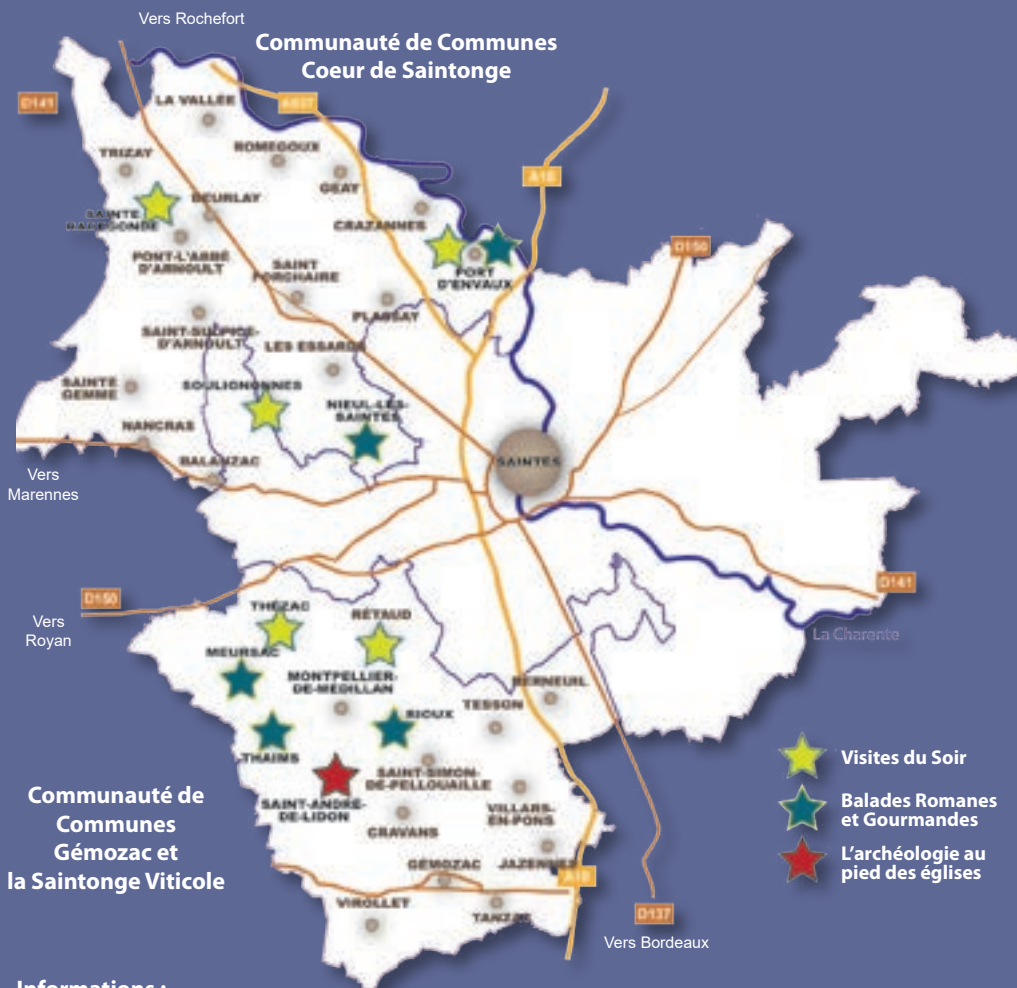 Vers Rochefort
Communauté de Communes
Coeur de Saintonge
D141
LA VALLÉE
A837
TRIZAY
ROMEGOUX
GEAY
A10
BEURLAY
SAINTE
RADEGONDE
CRAZANNES
PONT-L'ABBÉ
D'ARNOULT
SAINT
PORCHAIRE
PORT
D'ENVAUX
D150
PLASSAY
SAINT-SULPICE-
D'ARNOULT
LES ESSARDS
SAINTE
GEMME
SOULIGNONNES
NIEUL-LES-
SAINTES
NANCRAS
BALANZAC
SAINTES
Vers
Marennes
D150
D141
Vers
Royan
La Charente
THÉZAC
RÉTAUD
MEURSAC
MONTPELLIER-
DE-MÉDILLAN
BERNEUIL
TESSON
RIOUX
THAIMS
SAINT-SIMON-
DE-PELLOUAILLE
SAINT-ANDRÉ-
DE-LIDON
VILLARS-
EN-PONS
CRAVANS
GÉMOZAC
JAZENNES
A10
VIROLLET
TANZAC
D137
Vers Bordeaux
Communauté de
Communes
Gémozac et
la Saintonge Viticole
Visites du Soir
Balades Romanes
et Gourmandes
L'archéologie au
pied des églises
Informations :